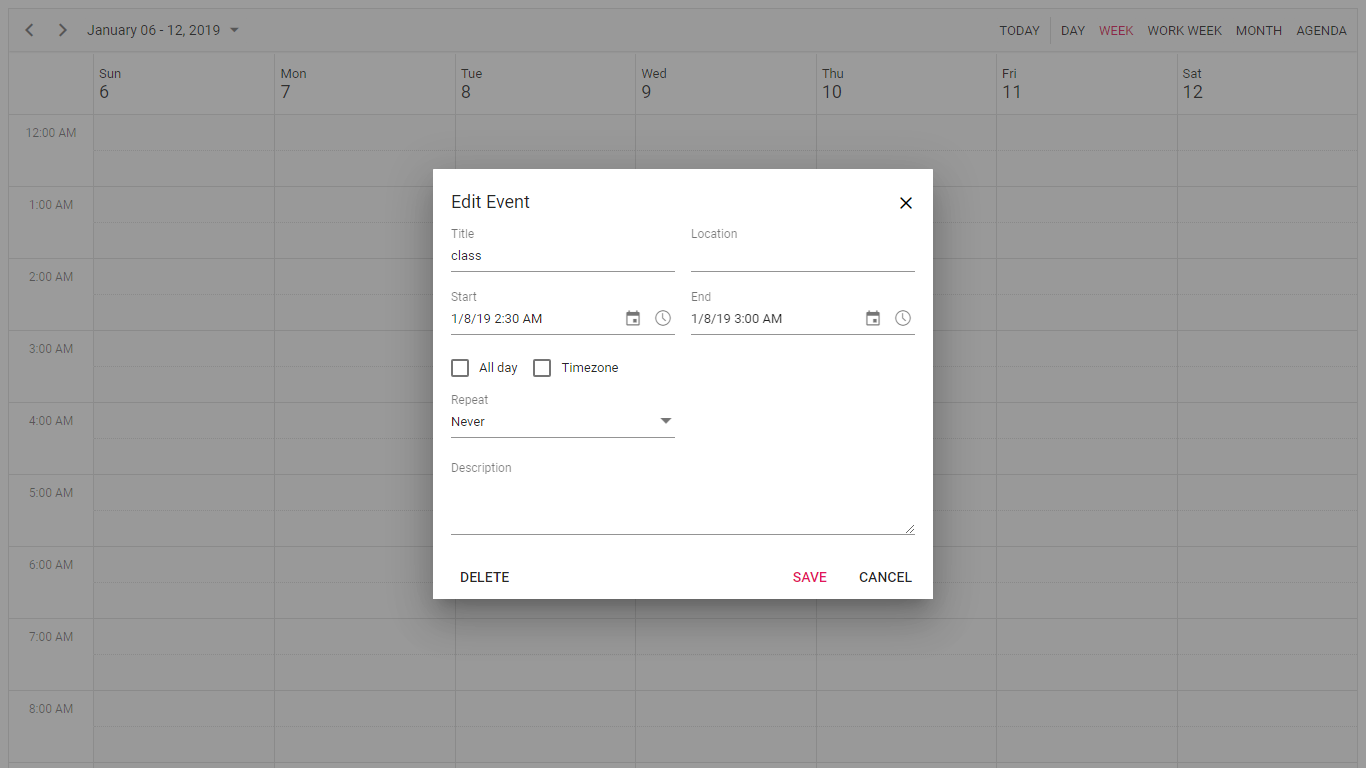 January 06 - 12, 2019 TODAY DAY WEEK WORK WEEK MONTH AGENDA
Sun Mon Tue Wed Thu Fri Sat
6 7 8 9 10 11 12
12:00 AM
1:00 AM
2:00 AM
3:00 AM
4:00 AM
5:00 AM
6:00 AM
7:00 AM
8:00 AM
Edit Event
Title Location
class
Start End
1/8/19 2:30 AM 1/8/19 3:00 AM
All day Timezone
Repeat
Never
Description
DELETE SAVE CANCEL